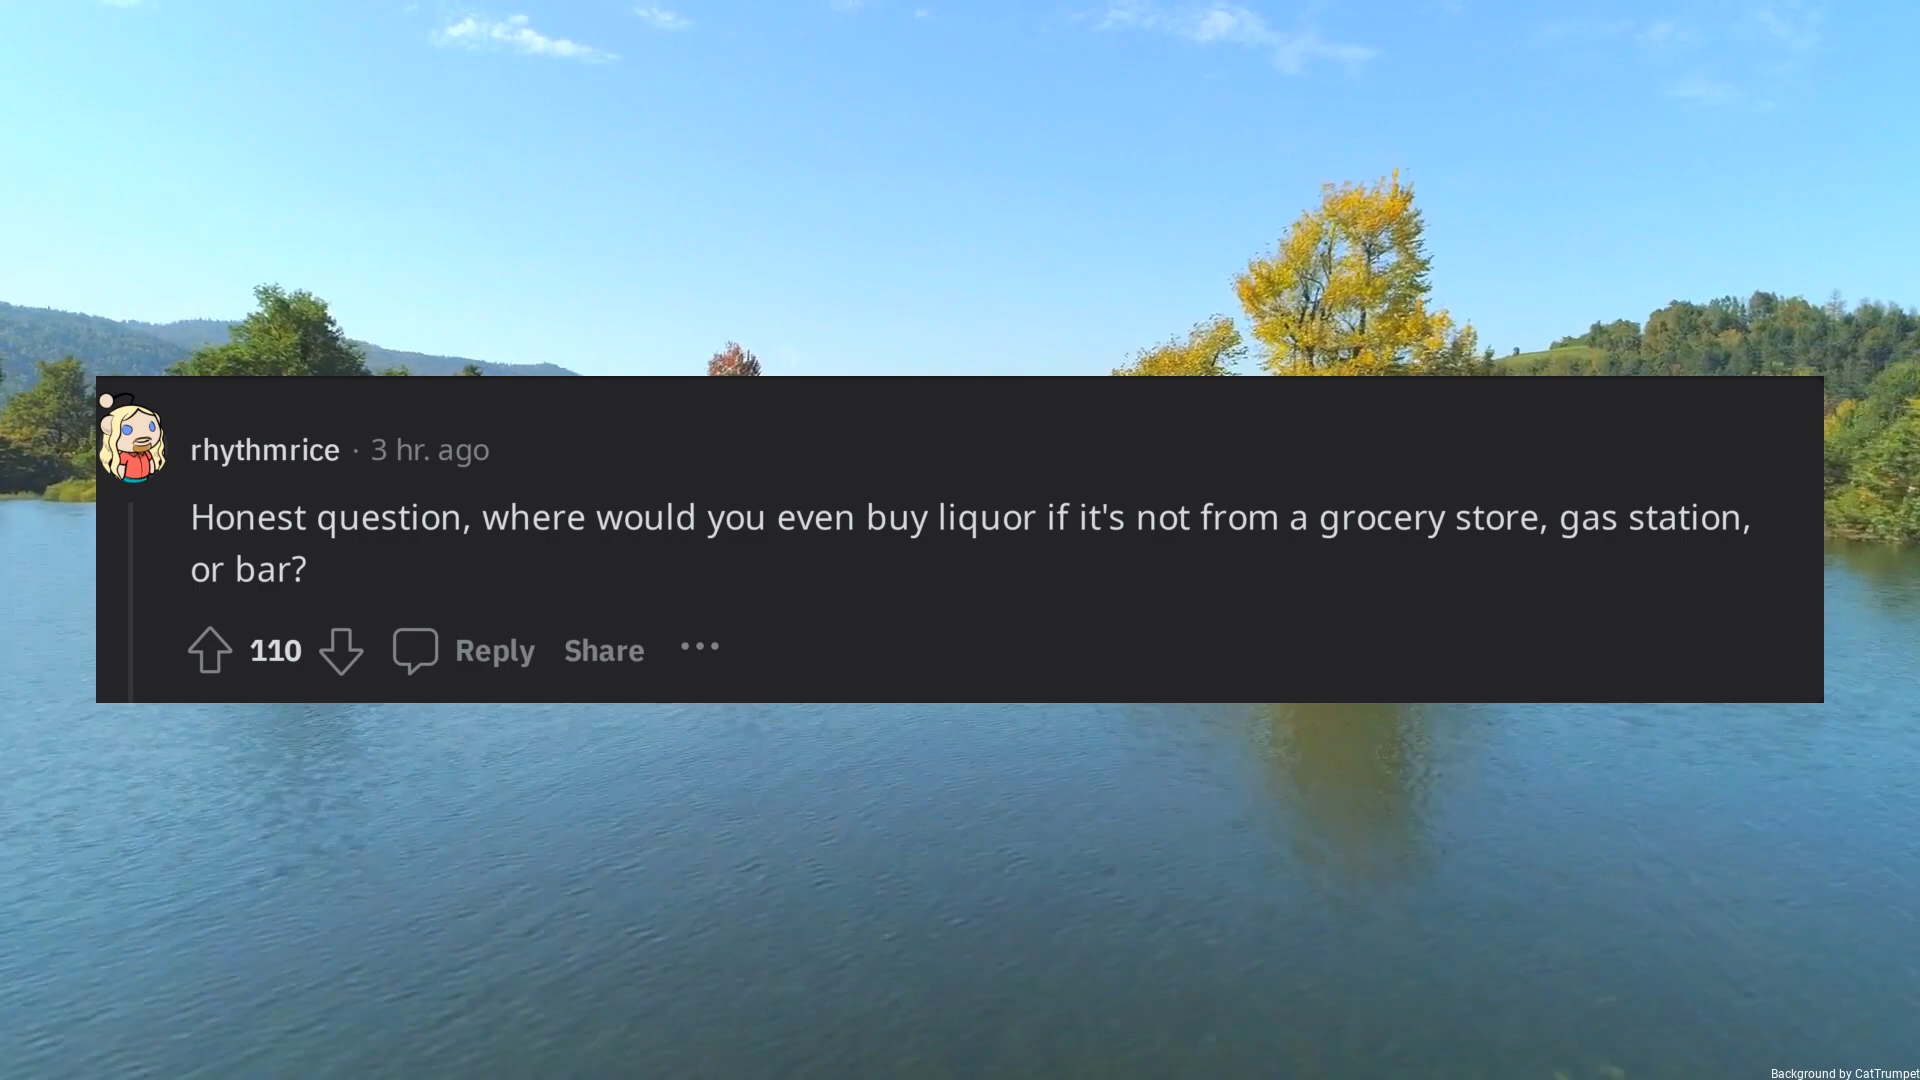 rhythmrice · 3 hr. ago
Honest question, where would you even buy liquor if it's not from a grocery store, gas station,
or bar?
110 Reply Share ...
Background by CatTrumpet